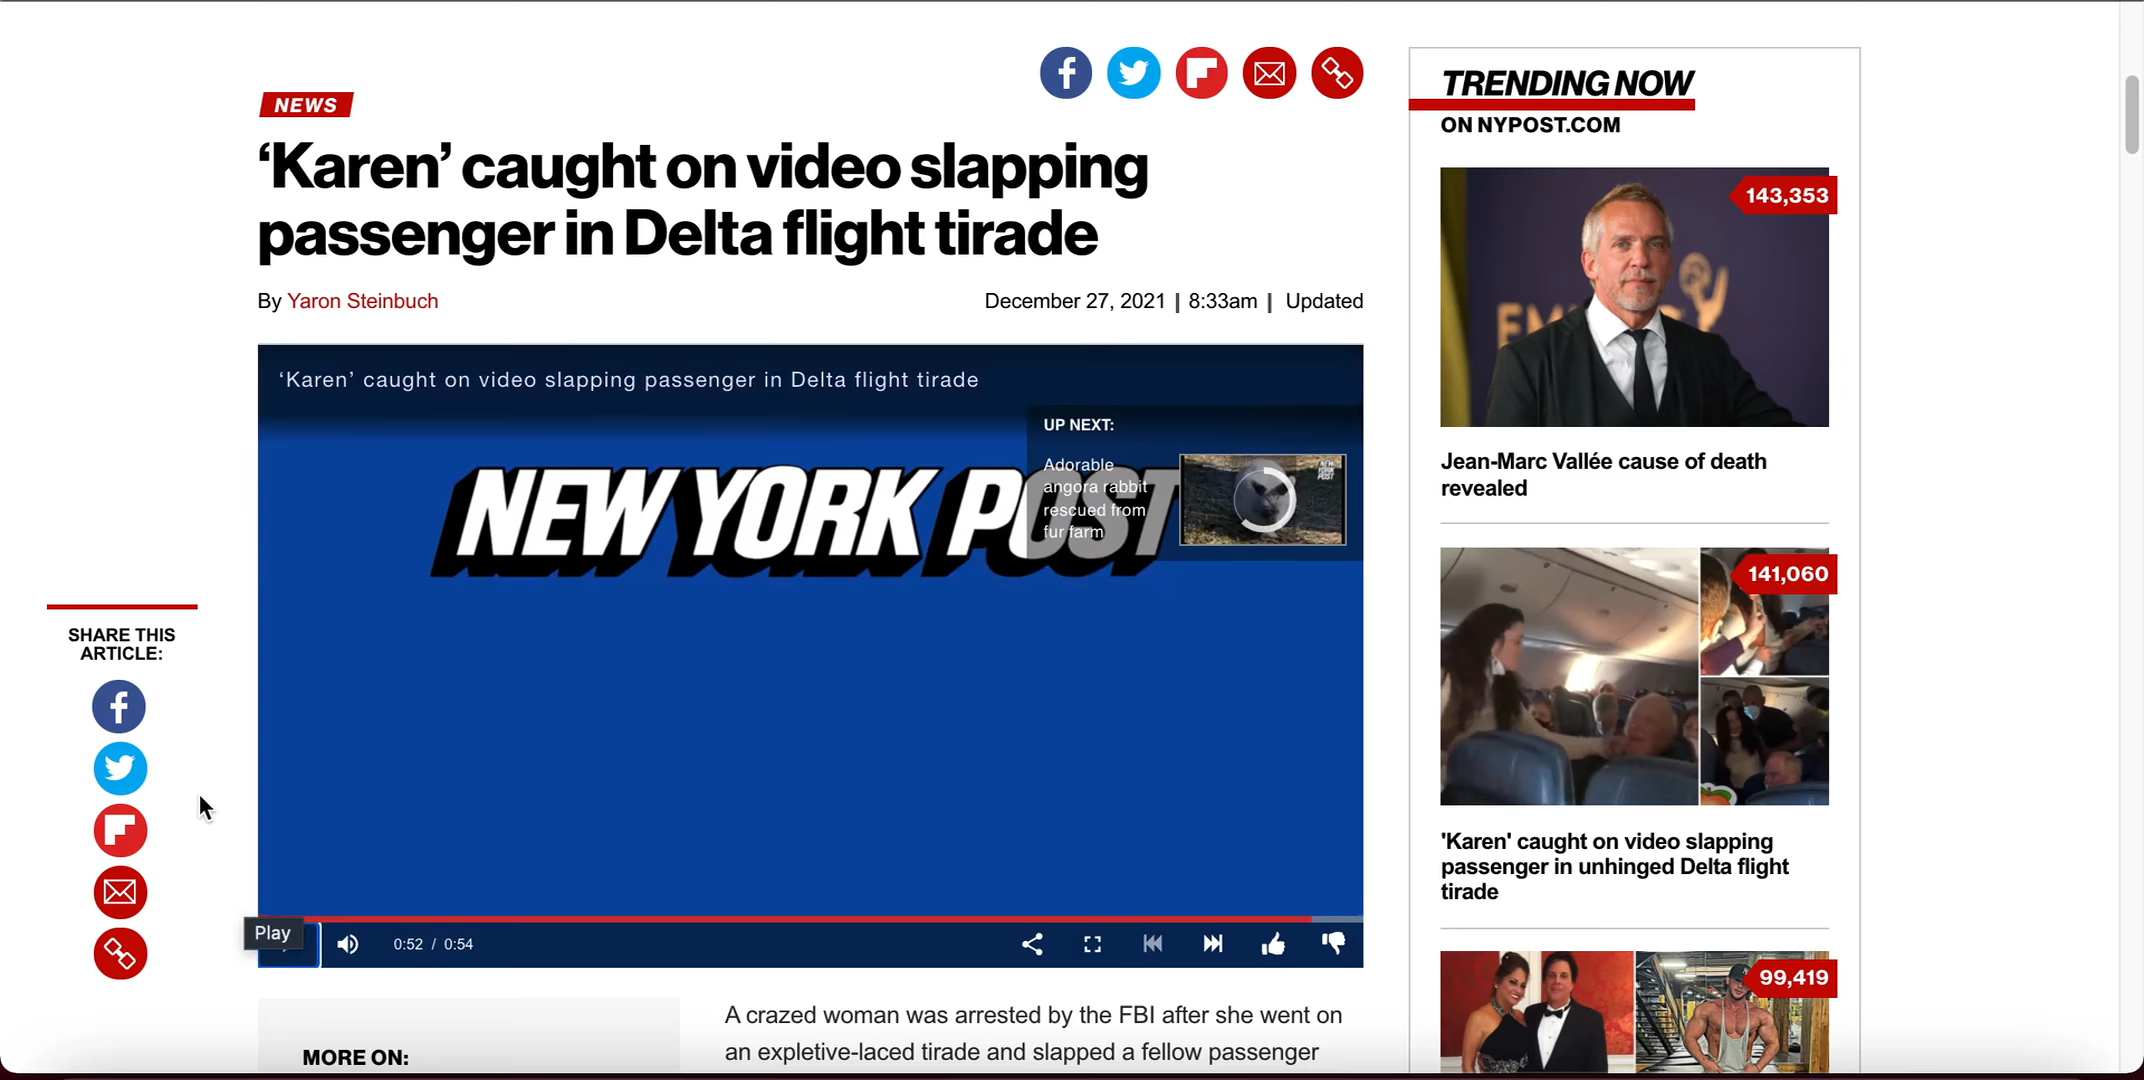 NEWS
‘Karen’ caught on video slapping
passenger in Delta flight tirade
By Yaron Steinbuch
December 27, 2021 | 8:33am | Updated
‘Karen’ caught on video slapping passenger in Delta flight tirade
NEW YORK POST
UP NEXT:
Adorable
angora rabbit
rescued from
fur farm
NEW
YORK
POST
SHARE THIS
ARTICLE:
Play
0:52 / 0:54
MORE ON:
A crazed woman was arrested by the FBI after she went on
an expletive-laced tirade and slapped a fellow passenger
TRENDING NOW
ON NYPOST.COM
143,353
EM
Jean-Marc Vallée cause of death
revealed
141,060
'Karen' caught on video slapping
passenger in unhinged Delta flight
tirade
99,419